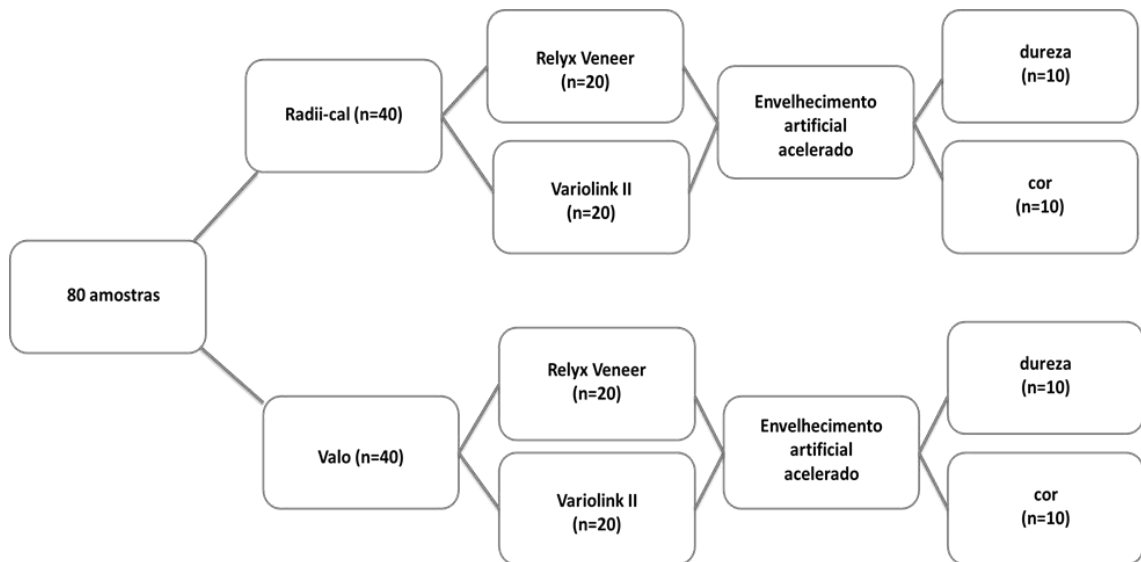 80 amostras
Radii-cal (n=40)
Relyx Veneer
(n=20)
Variolink II
(n=20)
Envelhecimento
artificial
acelerado
dureza
(n=10)
cor
(n=10)
Valo (n=40)
Relyx Veneer
(n=20)
Variolink II
(n=20)
Envelhecimento
artificial
acelerado
dureza
(n=10)
cor
(n=10)